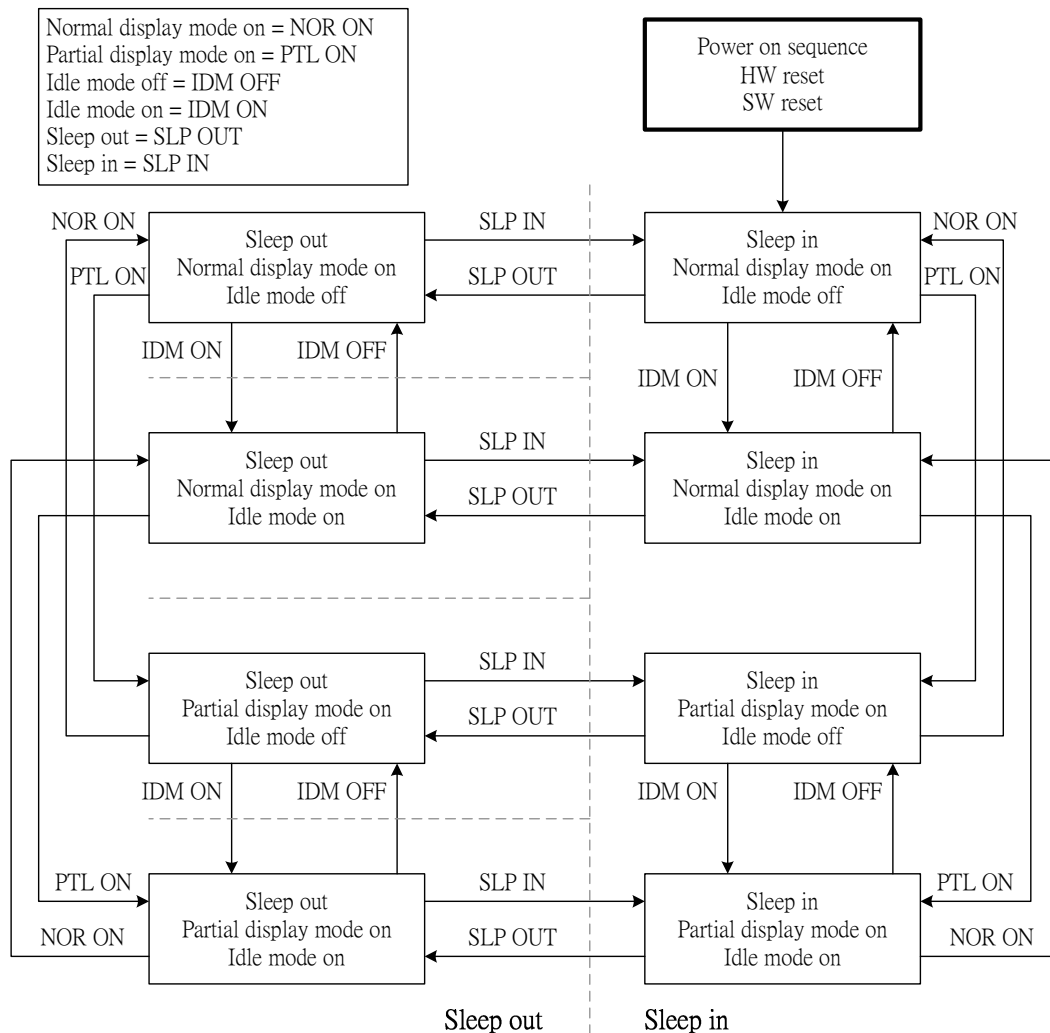 Normal display mode on = NOR ON
Partial display mode on = PTL ON
Idle mode off = IDM OFF
Idle mode on = IDM ON
Sleep out = SLP OUT
Sleep in = SLP IN
Power on sequence
HW reset
SW reset
NOR ON
PTL ON
Sleep out
Normal display mode on
Idle mode off
SLP IN
SLP OUT
Sleep in
Normal display mode on
Idle mode off
NOR ON
PTL ON
IDM ON
IDM OFF
IDM ON
IDM OFF
Sleep out
Normal display mode on
Idle mode on
SLP IN
SLP OUT
Sleep in
Normal display mode on
Idle mode on
Sleep out
Partial display mode on
Idle mode off
SLP IN
SLP OUT
Sleep in
Partial display mode on
Idle mode off
IDM ON
IDM OFF
IDM ON
IDM OFF
PTL ON
NOR ON
Sleep out
Partial display mode on
Idle mode on
SLP IN
SLP OUT
Sleep in
Partial display mode on
Idle mode on
PTL ON
NOR ON
Sleep out
Sleep in